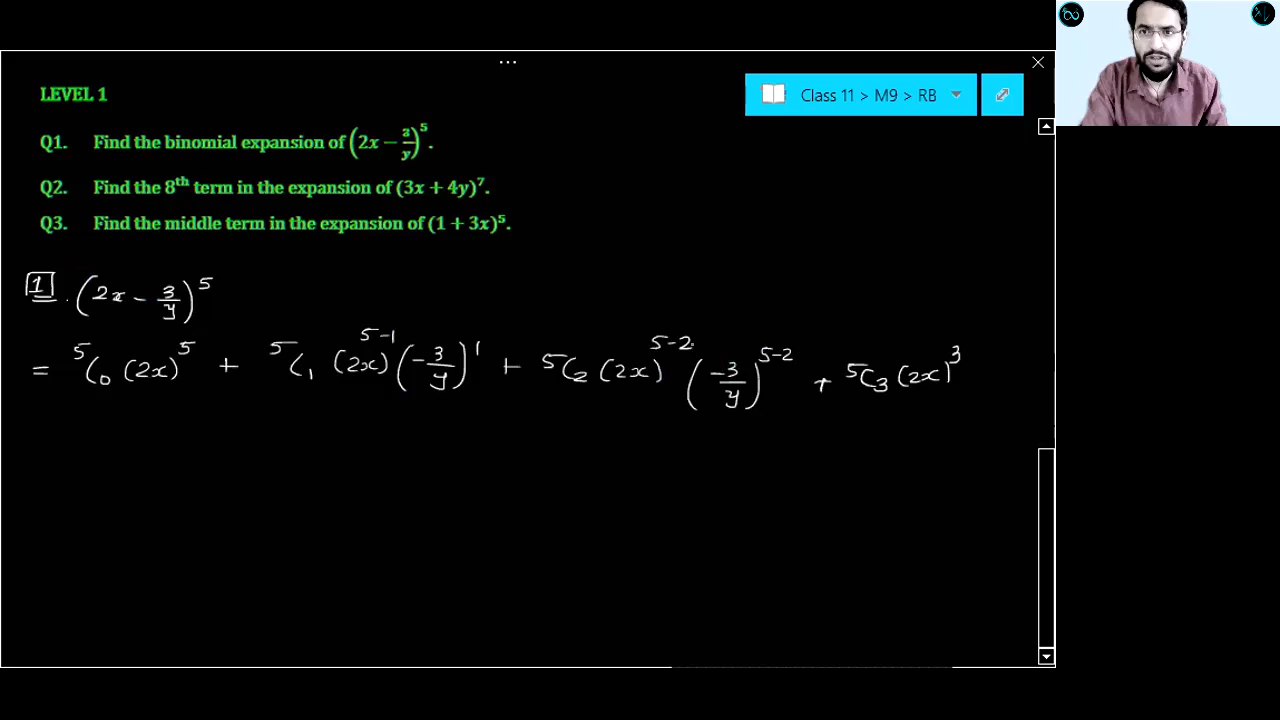 ...
Class 11 > M9 > RB
LEVEL 1
Q1. Find the binomial expansion of (2x − 3/y)^5.
Q2. Find the 8th term in the expansion of (3x + 4y)^7.
Q3. Find the middle term in the expansion of (1 + 3x)^5.
1. (2x − 3/y)^5
= 5C0 (2x)^5 + 5C1 (2x)^5−1 (−3/y)^1 + 5C2 (2x)^5−2 (−3/y)^5−2 + 5C3 (2x)^3